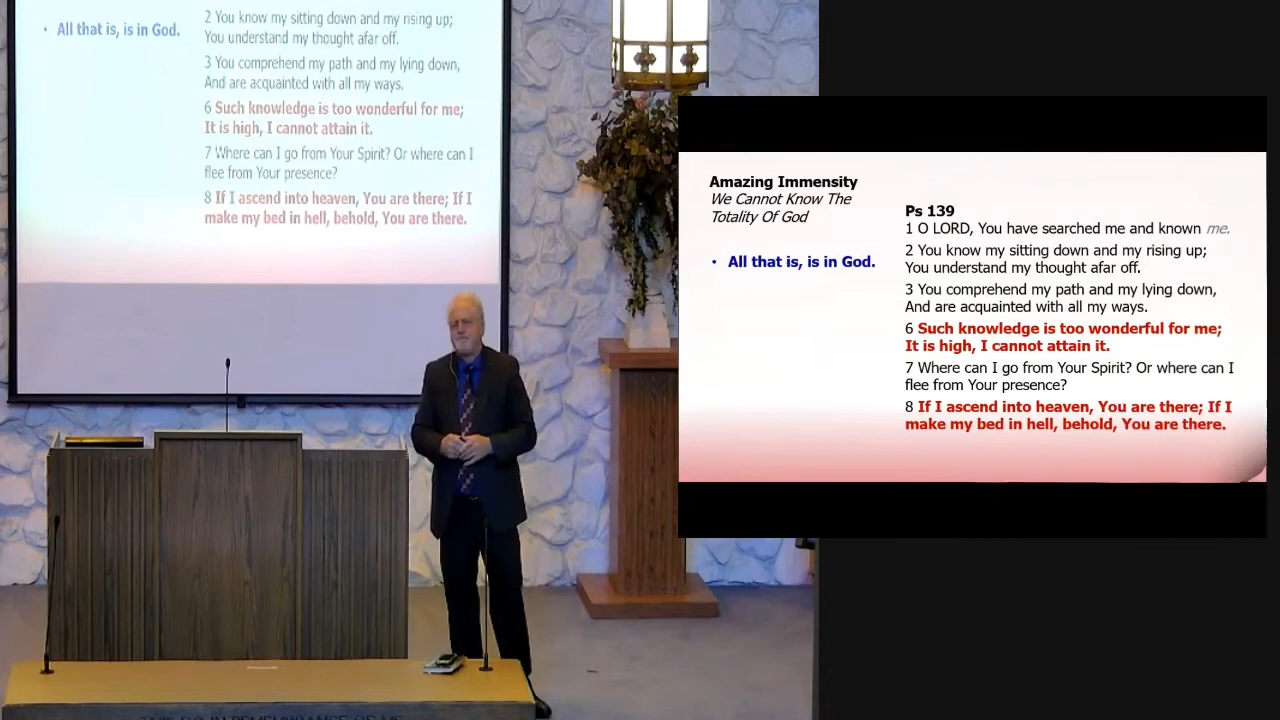 • All that is, is in God.
2 You know my sitting down and my rising up;
You understand my thought afar off.
3 You comprehend my path and my lying down,
And are acquainted with all my ways.
6 Such knowledge is too wonderful for me;
It is high, I cannot attain it.
7 Where can I go from Your Spirit? Or where can I
flee from Your presence?
8 If I ascend into heaven, You are there; If I
make my bed in hell, behold, You are there.
Amazing Immensity
We Cannot Know The
Totality Of God
• All that is, is in God.
Ps 139
1 O LORD, You have searched me and known me.
2 You know my sitting down and my rising up;
You understand my thought afar off.
3 You comprehend my path and my lying down,
And are acquainted with all my ways.
6 Such knowledge is too wonderful for me;
It is high, I cannot attain it.
7 Where can I go from Your Spirit? Or where can I
flee from Your presence?
8 If I ascend into heaven, You are there; If I
make my bed in hell, behold, You are there.
THIS DO IN REMEMBRANCE OF ME